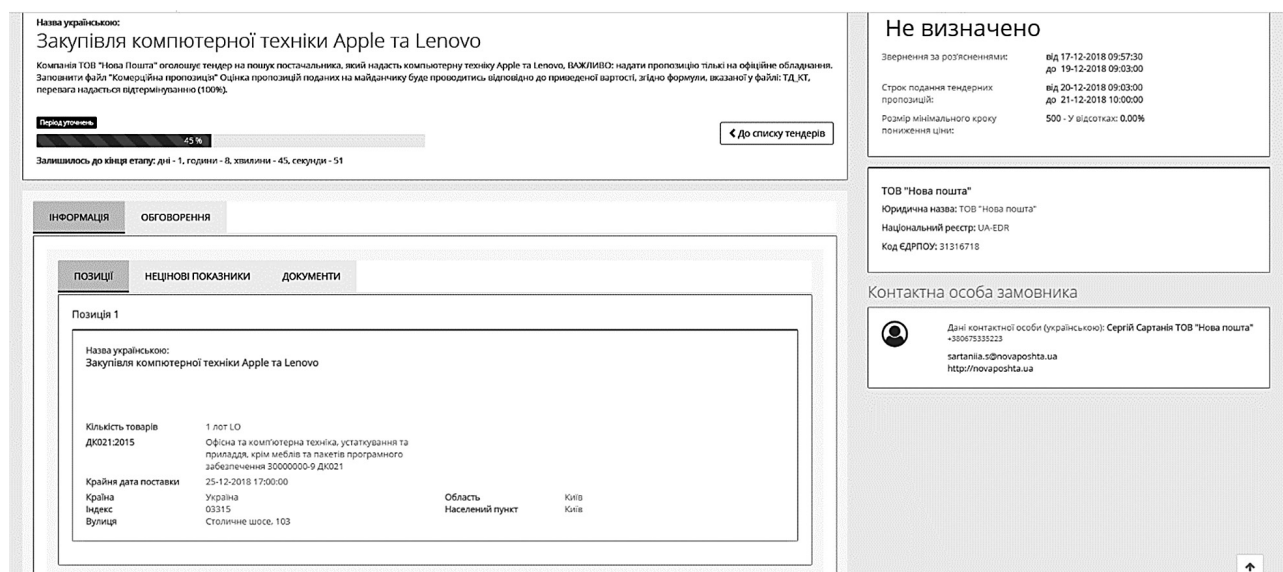 Назва українською:
Закупівля компютерної техніки Apple та Lenovo
Компанія ТОВ "Нова Пошта" оголошує тендер на пошук постачальника, який надасть компьютерну техніку Apple та Lenovo, ВАЖЛИВО: надати пропозицію тількі на офіційне обладнання.
Заповнити файл "Комерційна пропозиція" Оцінка пропозицій поданих на майданчику буде проводитись відповідно до приведеної вартості, згідно формули, вказаної у файлі: ТД_КТ,
перевага надається відтермінуванню (100%).
Період уточнень
45 %
До списку тендерів
Залишилось до кінця етапу: дні - 1, години - 8, хвилини - 45, секунди - 51
ІНФОРМАЦІЯ ОБГОВОРЕННЯ
ПОЗИЦІЇ НЕЦІНОВІ ПОКАЗНИКИ ДОКУМЕНТИ
Позиція 1
Назва українською:
Закупівля компютерної техніки Apple та Lenovo
Кількість товарів 1 лот LO
ДК021:2015 Офісна та комп'ютерна техніка, устаткування та
приладдя, крім меблів та пакетів програмного
забезпечення 30000000-9 ДК021
Крайня дата поставки 25-12-2018 17:00:00
Країна Україна Область Київ
Індекс 03315 Населений пункт Київ
Вулиця Столичне шосе, 103
Не визначено
Звернення за роз'ясненнями: від 17-12-2018 09:57:30
до 19-12-2018 09:03:00
Строк подання тендерних від 20-12-2018 09:03:00
пропозицій: до 21-12-2018 10:00:00
Розмір мінімального кроку 500 - У відсотках: 0.00%
пониження ціни:
ТОВ "Нова пошта"
Юридична назва: ТОВ "Нова пошта"
Національний реєстр: UA-EDR
Код ЄДРПОУ: 31316718
Контактна особа замовника
Дані контактної особи (українською): Сергій Сартанія ТОВ "Нова пошта"
+380675335223
sartaniia.s@novaposhta.ua
http://novaposhta.ua